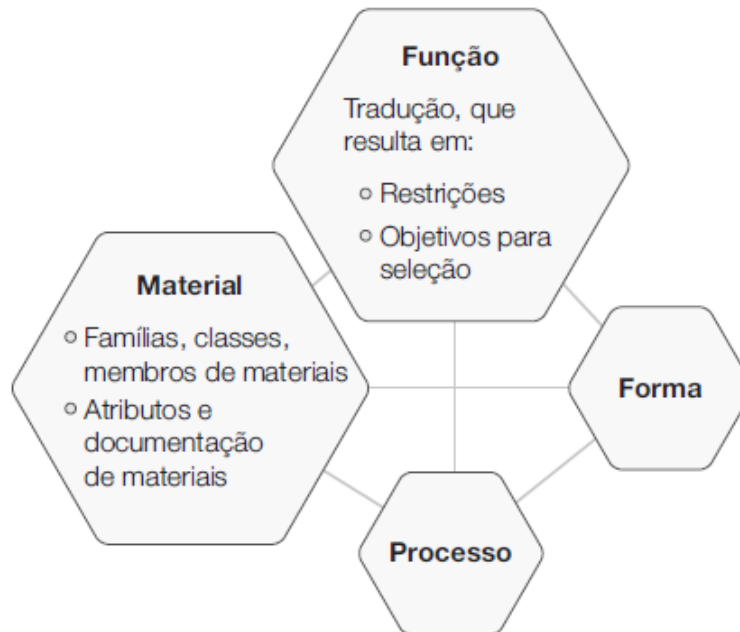 Função
Tradução, que
resulta em:
Restrições
Objetivos para
seleção
Material
Famílias, classes,
membros de materiais
Atributos e
documentação
de materiais
Forma
Processo